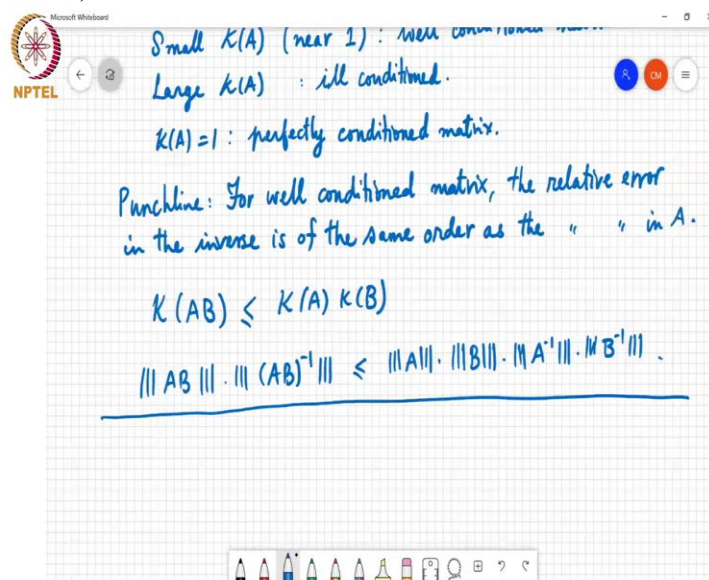 Microsoft Whiteboard
Small K(A) (near 1) : well conditioned
Large K(A) : ill conditioned.
NPTEL
CM
K(A) = 1 : perfectly conditioned matrix.
Punchline: For well conditioned matrix, the relative error
in the inverse is of the same order as the " " in A.
K(AB) ≤ K(A) K(B)
||| AB ||| · ||| (AB)⁻¹ ||| ≤ ||| A ||| · ||| B ||| · ||| A⁻¹ ||| · ||| B⁻¹ ||| .